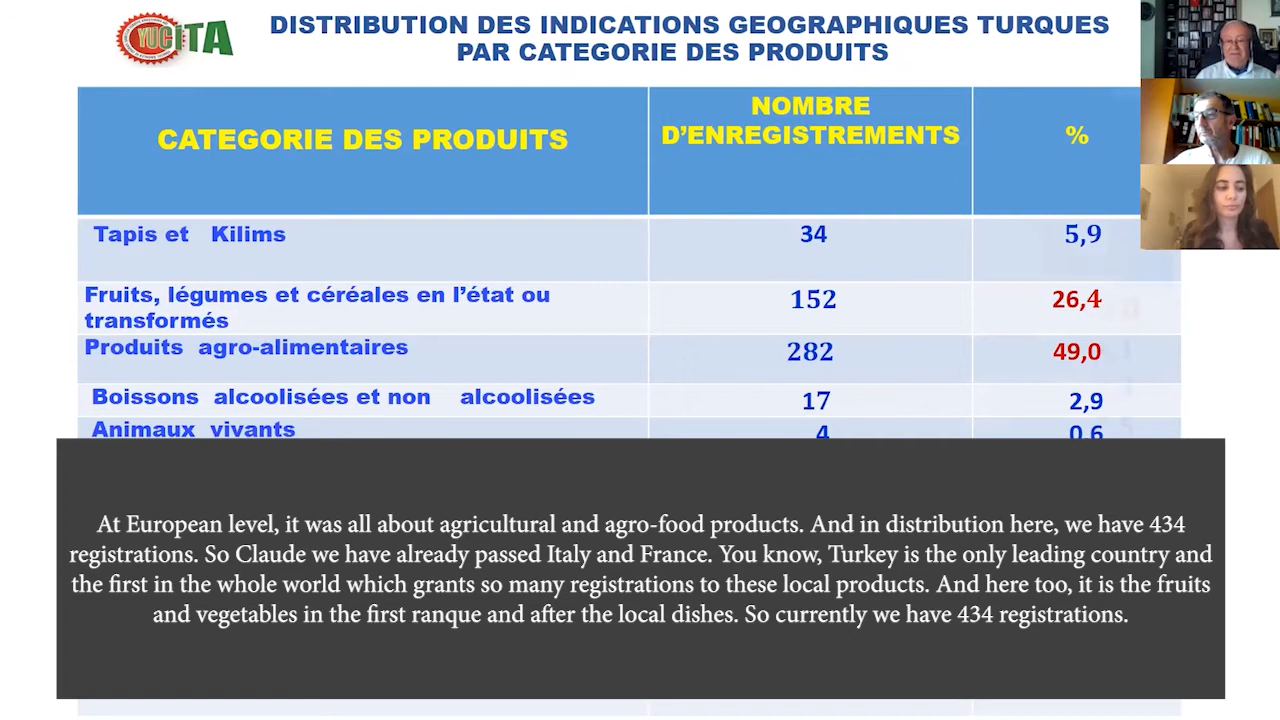 YUCİTA
DISTRIBUTION DES INDICATIONS GEOGRAPHIQUES TURQUES
PAR CATEGORIE DES PRODUITS
CATEGORIE DES PRODUITS
NOMBRE
D’ENREGISTREMENTS
%
Tapis et Kilims 34 5,9
Fruits, légumes et céréales en l’état ou
transformés
152 26,4
Produits agro-alimentaires 282 49,0
Boissons alcoolisées et non alcoolisées 17 2,9
Animaux vivants 4 0,6
At European level, it was all about agricultural and agro-food products. And in distribution here, we have 434
registrations. So Claude we have already passed Italy and France. You know, Turkey is the only leading country and
the first in the whole world which grants so many registrations to these local products. And here too, it is the fruits
and vegetables in the first ranque and after the local dishes. So currently we have 434 registrations.